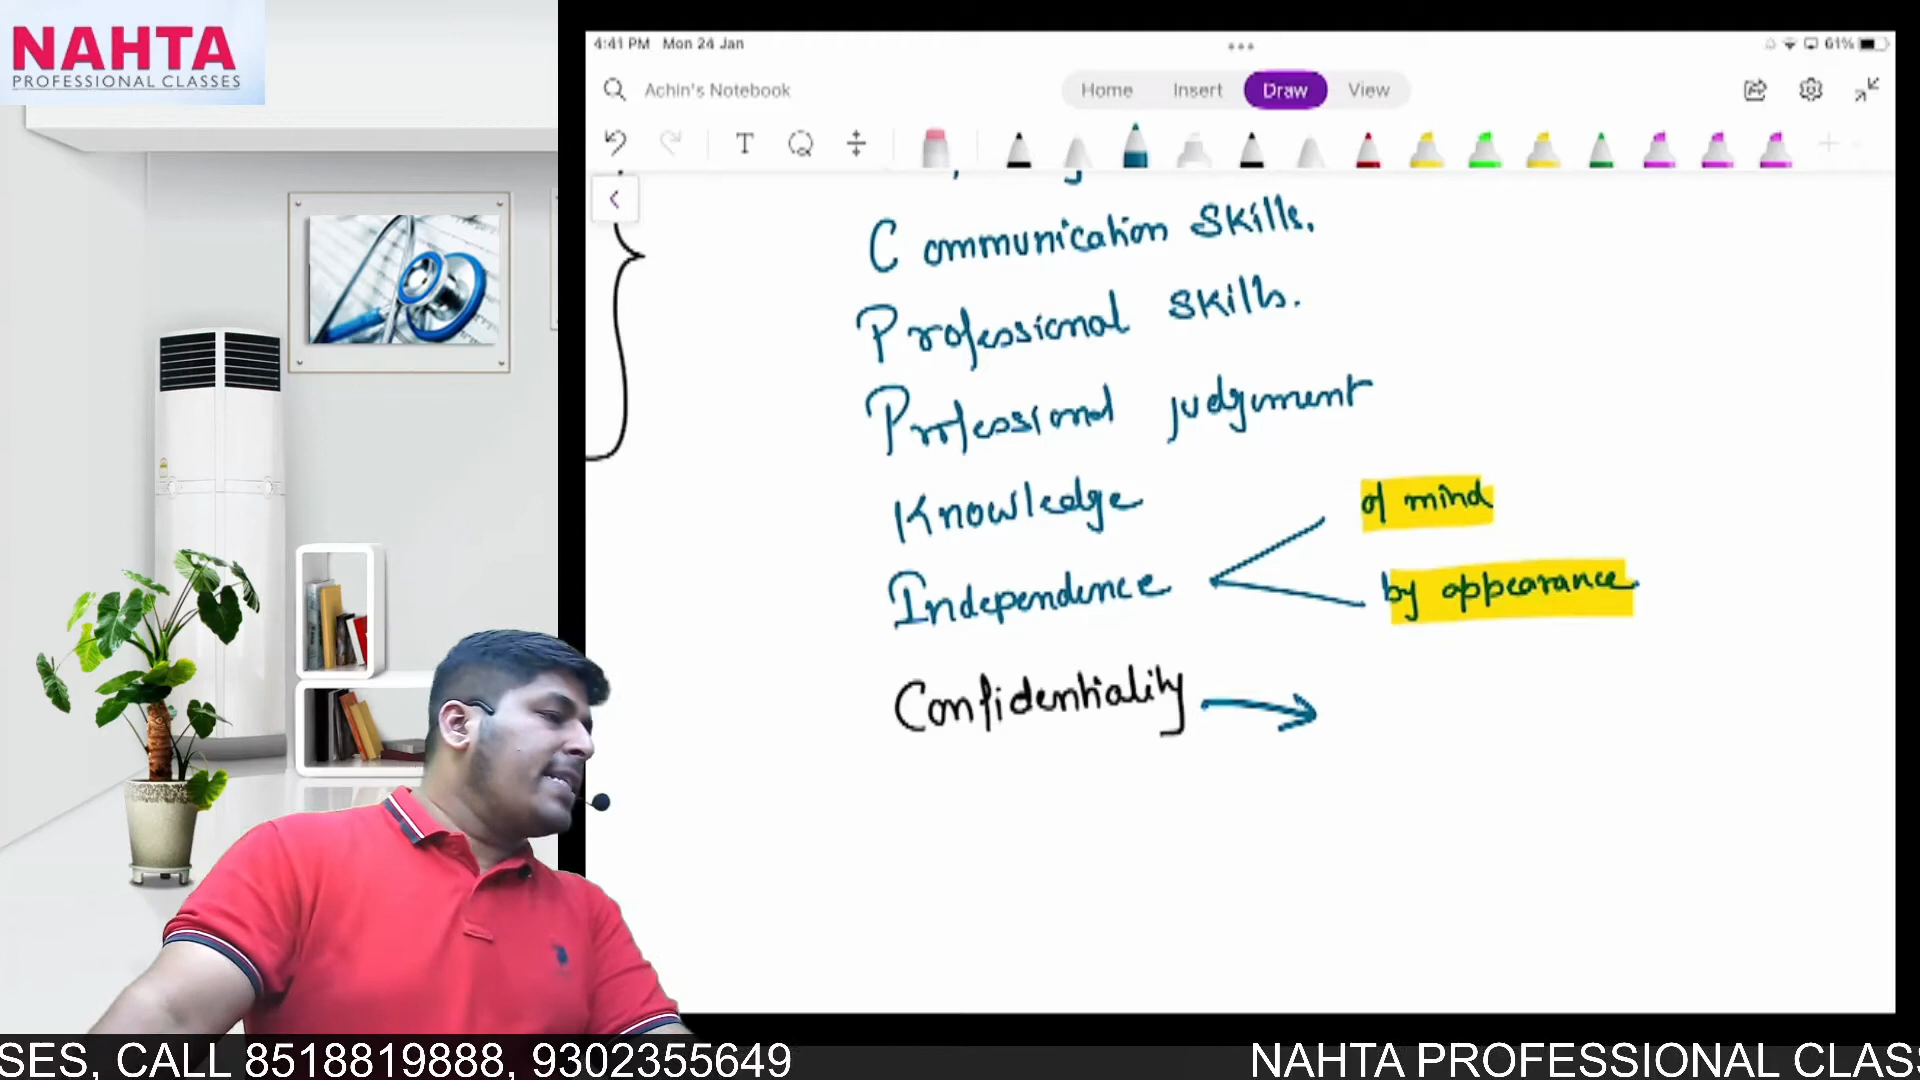 NAHTA
PROFESSIONAL CLASSES
4:41 PM Mon 24 Jan
61%
Achin's Notebook
Home Insert Draw View
T
Communication Skills.
Professional Skills.
Professional judgement
Knowledge
of mind
Independence
by appearance
Confidentiality
SES, CALL 8518819888, 9302355649 NAHTA PROFESSIONAL CLAS